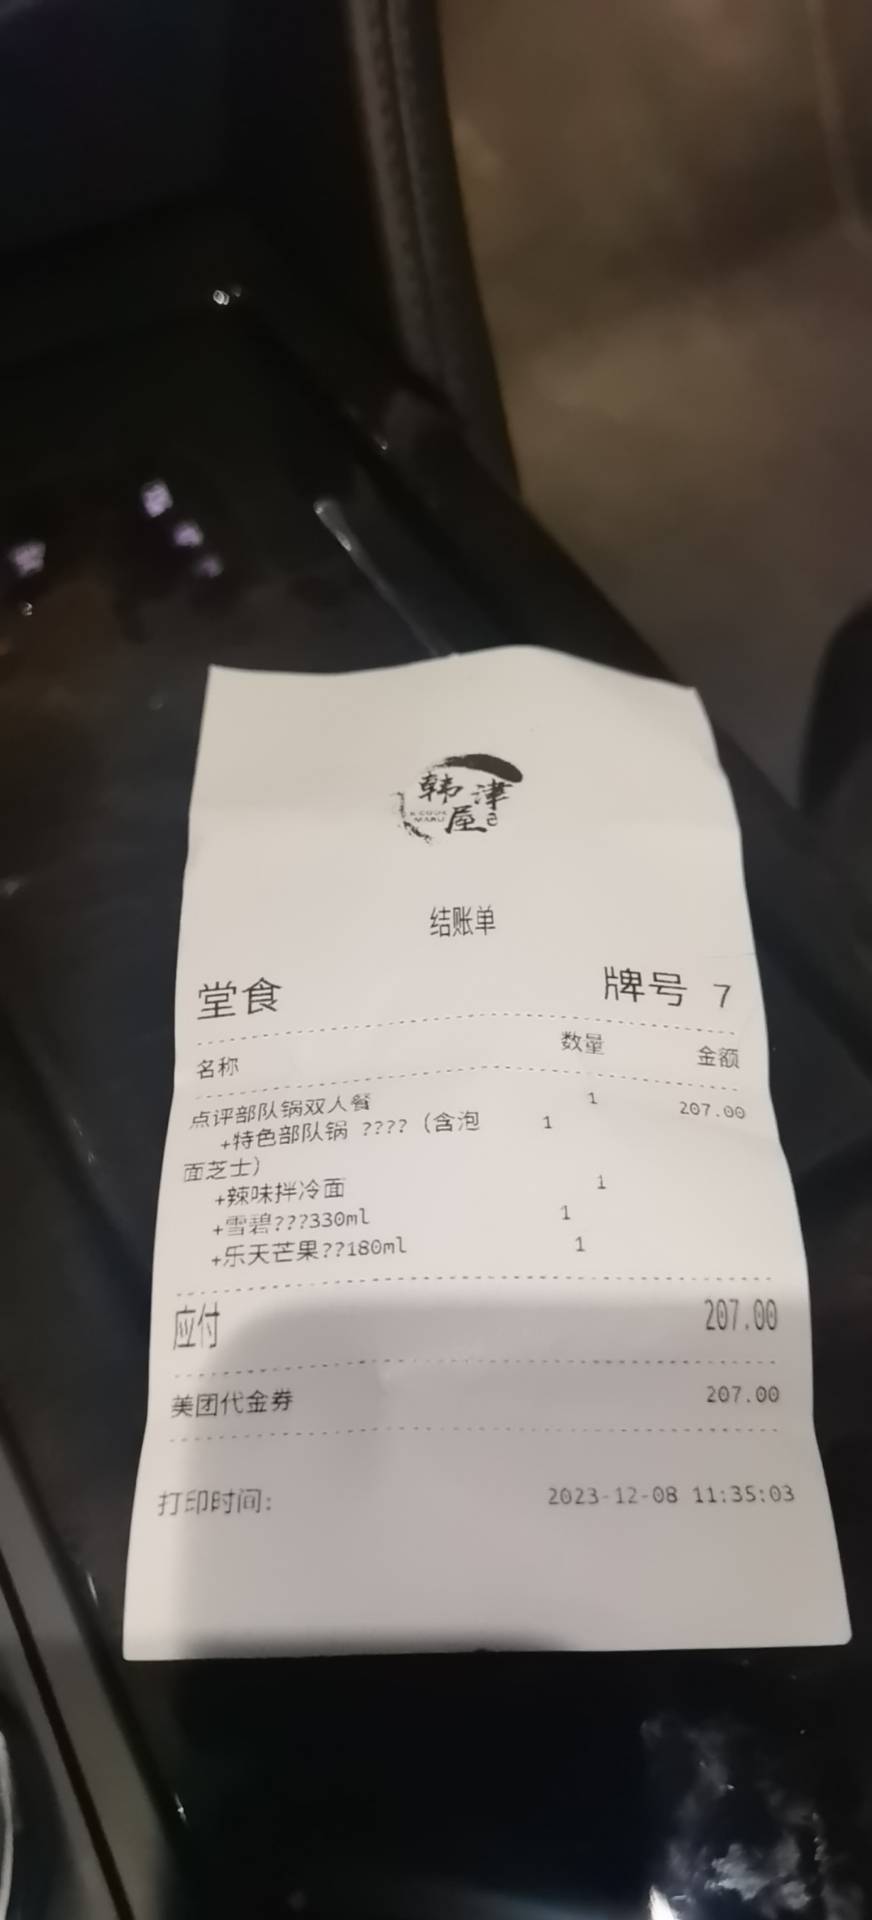 韩津
屋
结账单
堂食 牌号 7
名称 数量 金额
点评部队锅双人餐 1 207.00
+特色部队锅 ????（含泡 1
面芝士）
+辣味拌冷面 1
+雪碧???330ml 1
+乐天芒果??180ml 1
应付 207.00
美团代金券 207.00
打印时间: 2023-12-08 11:35:03